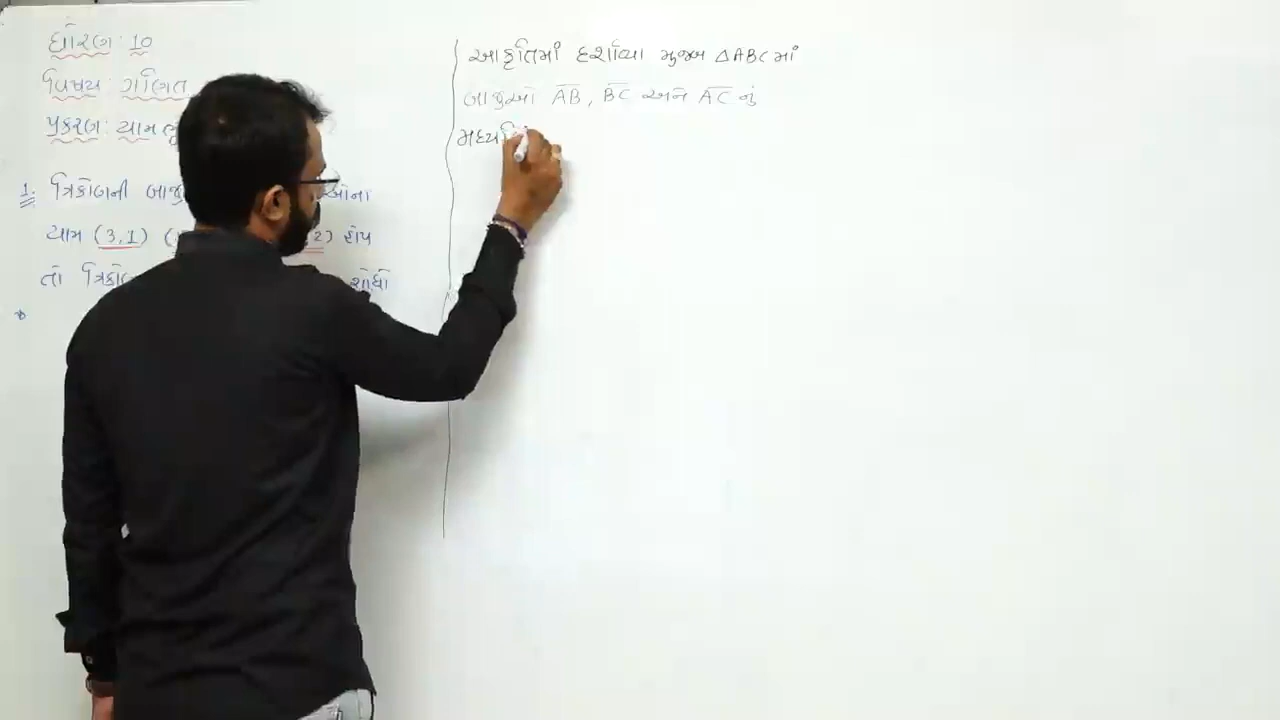 ધોરણ: 10
વિષય: ગણિત
પ્રકરણ: યામ
1. ત્રિકોણની બાજુ ઓના
યામ (3,1) ( 2) હોય
તો ત્રિકો શોધો
આકૃતિમાં દર્શાવ્યા મુજબ △ABC માં
બાજુઓ AB, BC અને AC નું
મધ્ય